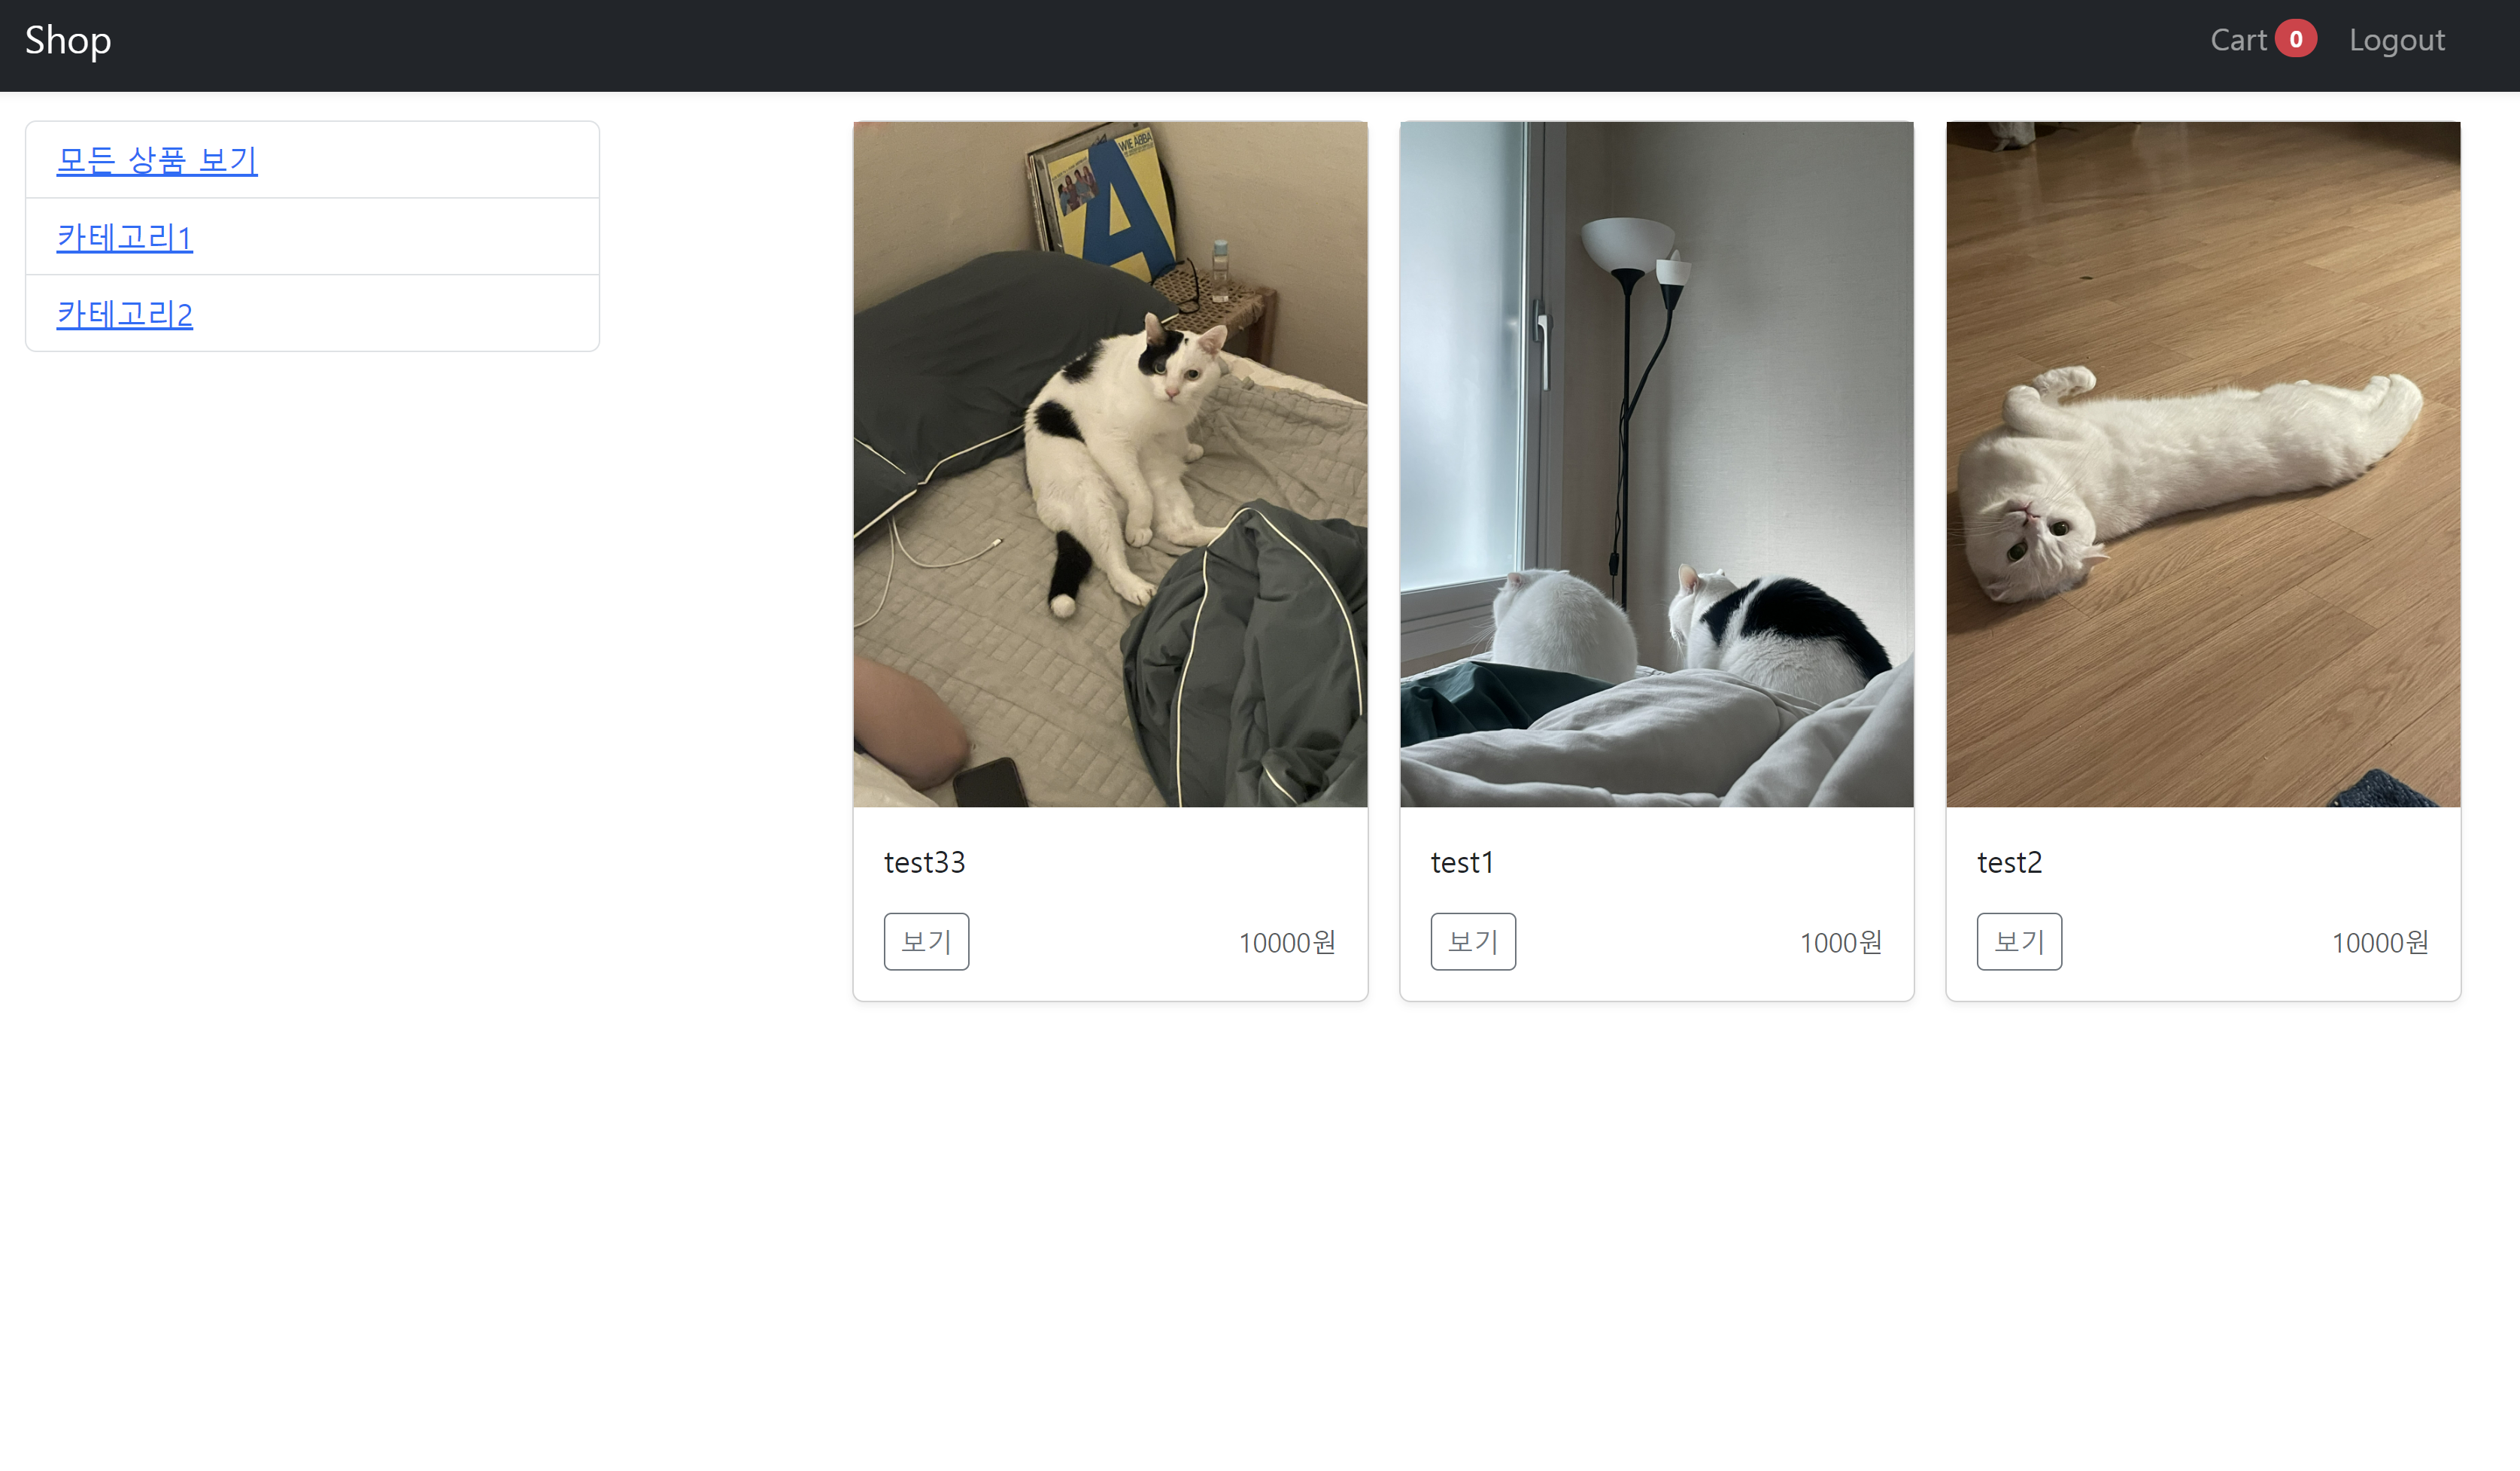 Shop
Cart 0 Logout
모든 상품 보기
카테고리1
카테고리2
WIE ABBA
A
test33
보기 10000원
test1
보기 1000원
test2
보기 10000원